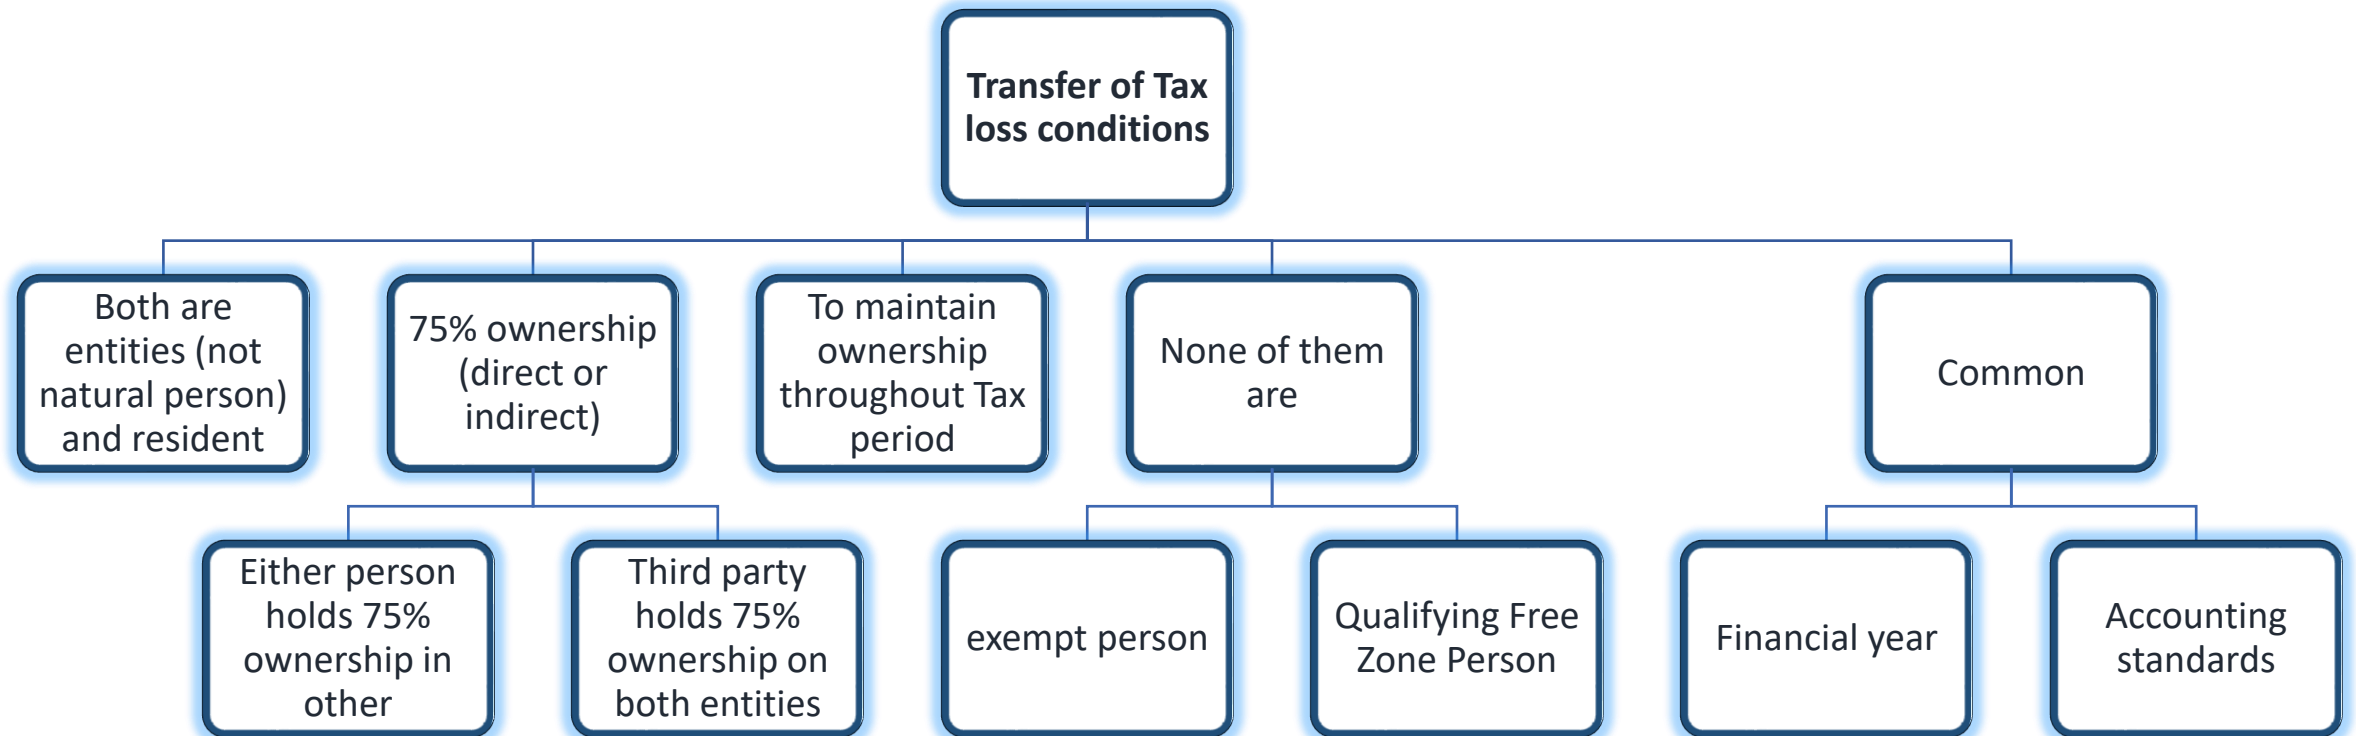 Transfer of Tax
loss conditions
Both are
entities (not
natural person)
and resident
75% ownership
(direct or
indirect)
To maintain
ownership
throughout Tax
period
None of them
are
Common
Either person
holds 75%
ownership in
other
Third party
holds 75%
ownership on
both entities
exempt person
Qualifying Free
Zone Person
Financial year
Accounting
standards